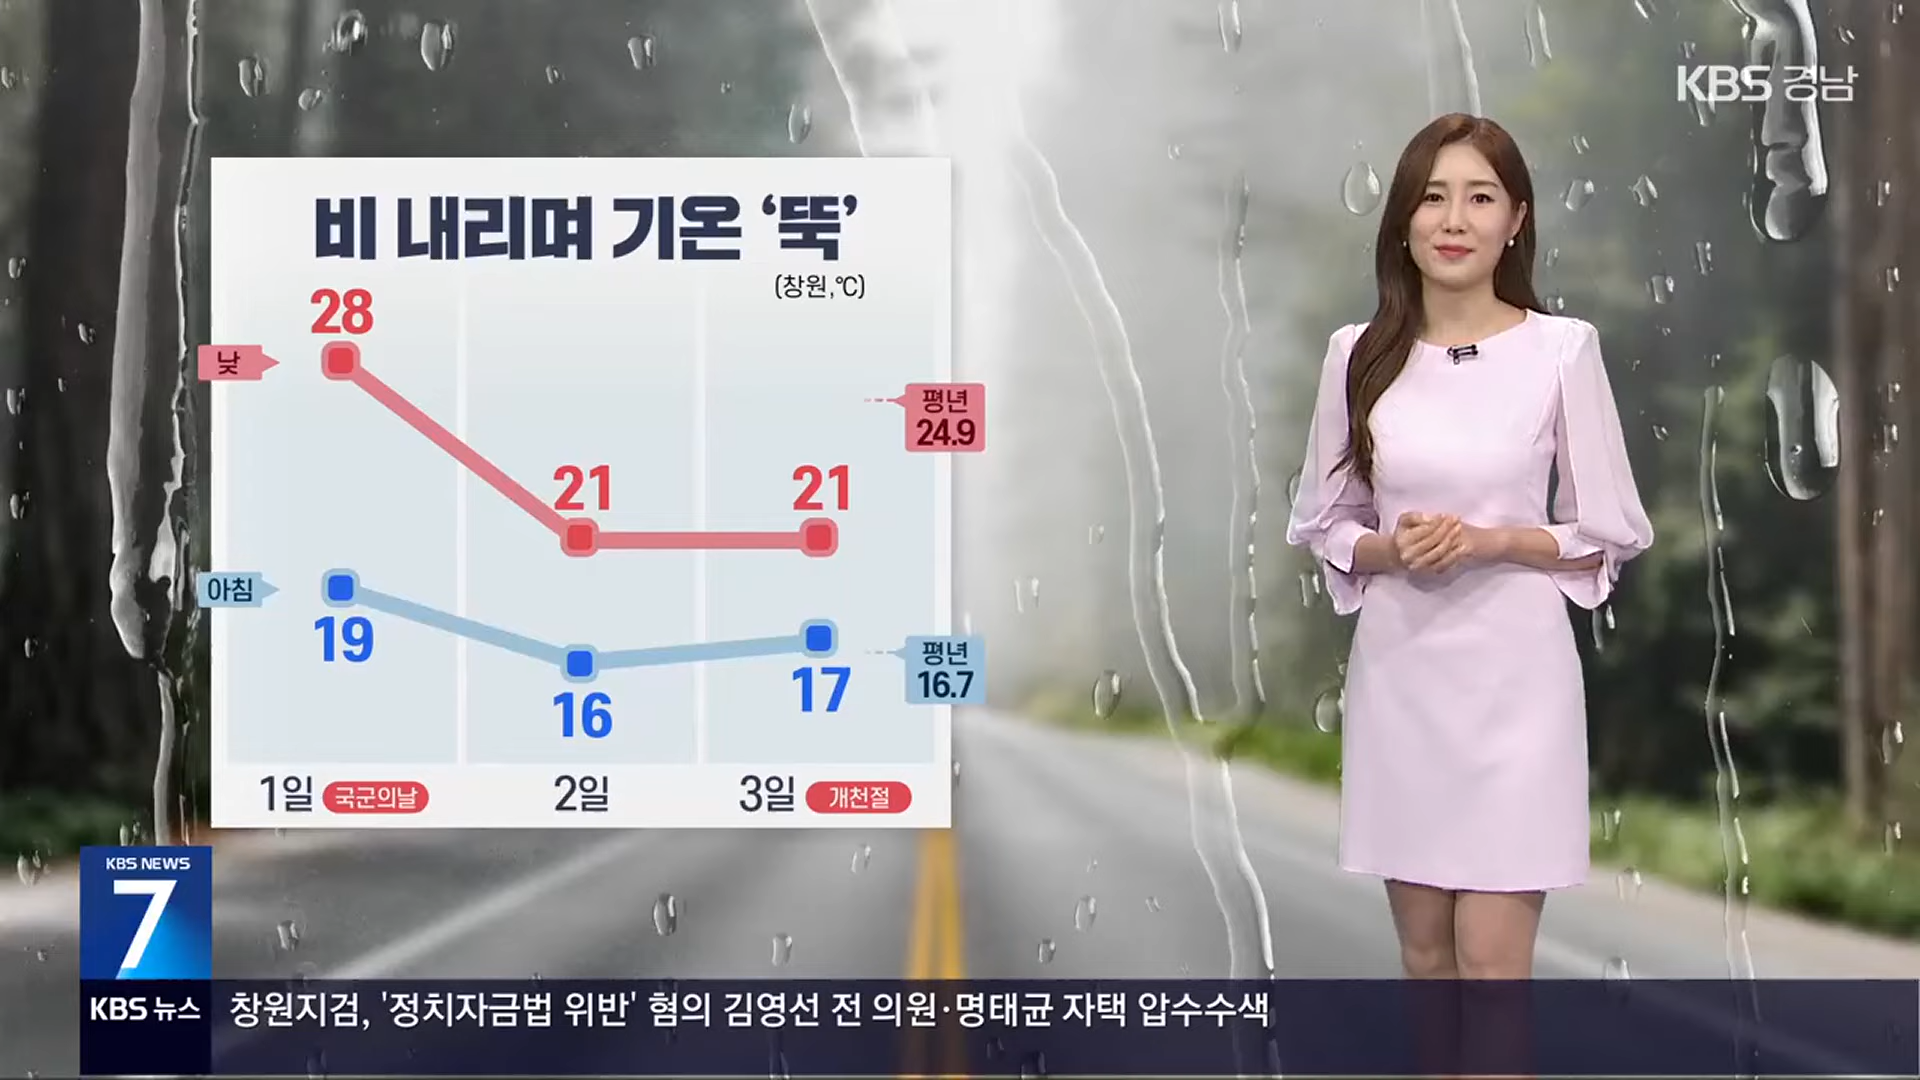 KBS 경남
비 내리며 기온 ‘뚝’
(창원,℃)
28
낮
평년
24.9
21
21
아침
19
16
17
평년
16.7
1일 국군의날
2일
3일 개천절
KBS NEWS
7
KBS 뉴스
창원지검, '정치자금법 위반' 혐의 김영선 전 의원·명태균 자택 압수수색